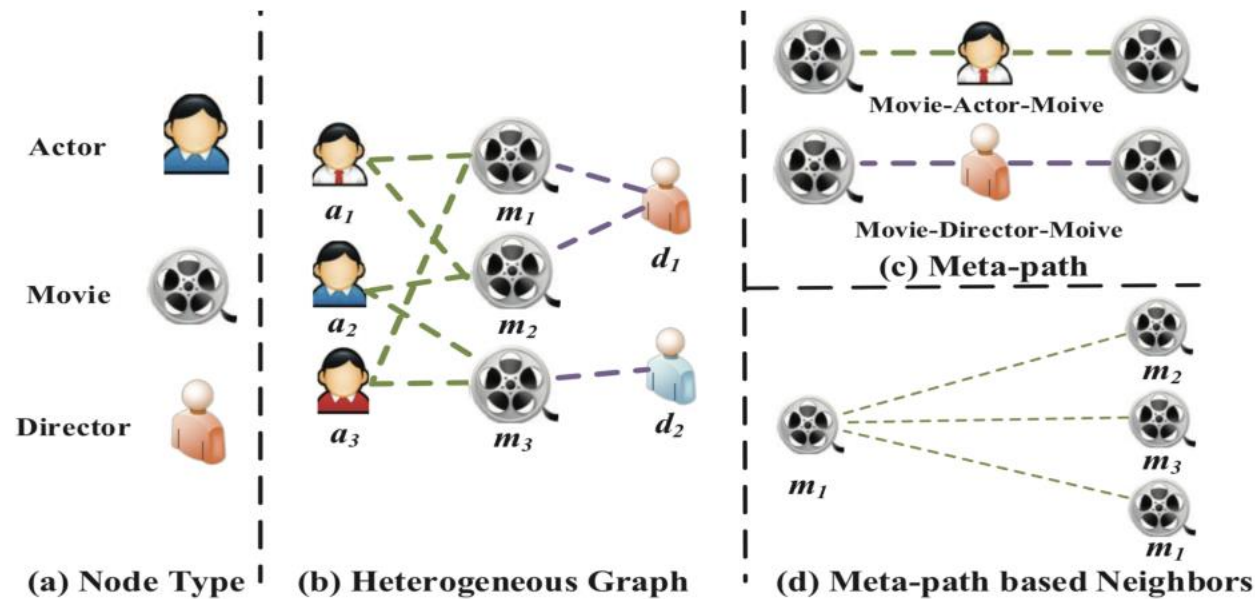 Actor
Movie
Director
(a) Node Type
a1
a2
a3
m1
m2
m3
d1
d2
(b) Heterogeneous Graph
Movie-Actor-Moive
Movie-Director-Moive
(c) Meta-path
m1
m2
m3
m1
(d) Meta-path based Neighbors